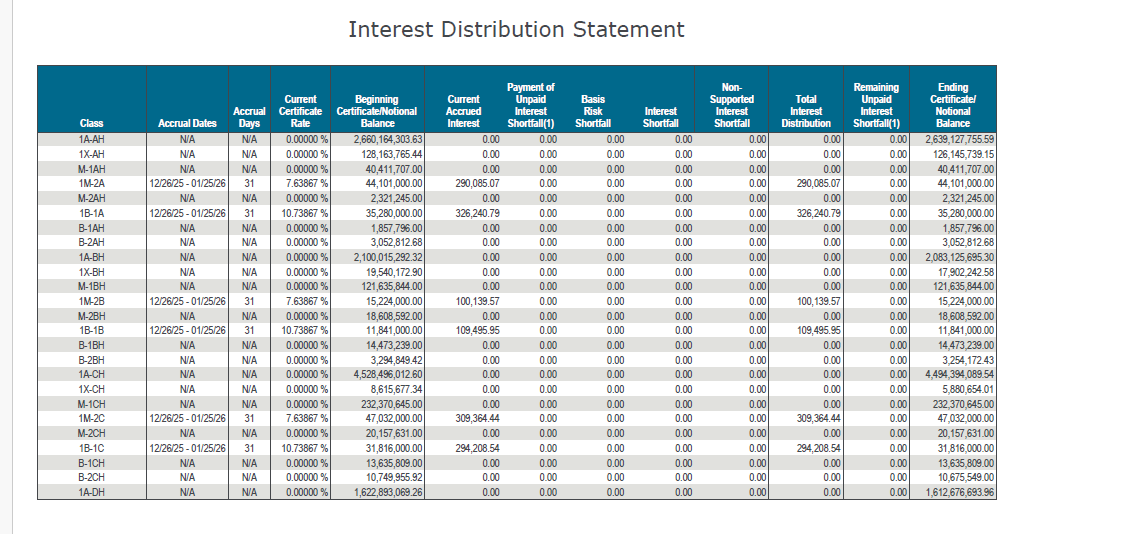 Interest Distribution Statement
Class Accrual Dates Accrual Days Current Certificate Rate Beginning Certificate/Notional Balance Current Accrued Interest Payment of Unpaid Interest Shortfall(1) Basis Risk Shortfall Interest Shortfall Non-Supported Interest Shortfall Total Interest Distribution Remaining Unpaid Interest Shortfall(1) Ending Certificate/ Notional Balance
1A-AH N/A N/A 0.00000 % 2,660,164,303.63 0.00 0.00 0.00 0.00 0.00 0.00 0.00 2,639,127,755.59
1X-AH N/A N/A 0.00000 % 128,163,765.44 0.00 0.00 0.00 0.00 0.00 0.00 0.00 126,145,739.15
M-1AH N/A N/A 0.00000 % 40,411,707.00 0.00 0.00 0.00 0.00 0.00 0.00 0.00 40,411,707.00
1M-2A 12/26/25 - 01/25/26 31 7.63867 % 44,101,000.00 290,085.07 0.00 0.00 0.00 0.00 290,085.07 0.00 44,101,000.00
M-2AH N/A N/A 0.00000 % 2,321,245.00 0.00 0.00 0.00 0.00 0.00 0.00 0.00 2,321,245.00
1B-1A 12/26/25 - 01/25/26 31 10.73867 % 35,280,000.00 326,240.79 0.00 0.00 0.00 0.00 326,240.79 0.00 35,280,000.00
B-1AH N/A N/A 0.00000 % 1,857,796.00 0.00 0.00 0.00 0.00 0.00 0.00 0.00 1,857,796.00
B-2AH N/A N/A 0.00000 % 3,052,812.68 0.00 0.00 0.00 0.00 0.00 0.00 0.00 3,052,812.68
1A-BH N/A N/A 0.00000 % 2,100,015,292.32 0.00 0.00 0.00 0.00 0.00 0.00 0.00 2,083,125,695.30
1X-BH N/A N/A 0.00000 % 19,540,172.90 0.00 0.00 0.00 0.00 0.00 0.00 0.00 17,902,242.58
M-1BH N/A N/A 0.00000 % 121,635,844.00 0.00 0.00 0.00 0.00 0.00 0.00 0.00 121,635,844.00
1M-2B 12/26/25 - 01/25/26 31 7.63867 % 15,224,000.00 100,139.57 0.00 0.00 0.00 0.00 100,139.57 0.00 15,224,000.00
M-2BH N/A N/A 0.00000 % 18,608,592.00 0.00 0.00 0.00 0.00 0.00 0.00 0.00 18,608,592.00
1B-1B 12/26/25 - 01/25/26 31 10.73867 % 11,841,000.00 109,495.95 0.00 0.00 0.00 0.00 109,495.95 0.00 11,841,000.00
B-1BH N/A N/A 0.00000 % 14,473,239.00 0.00 0.00 0.00 0.00 0.00 0.00 0.00 14,473,239.00
B-2BH N/A N/A 0.00000 % 3,294,849.42 0.00 0.00 0.00 0.00 0.00 0.00 0.00 3,254,172.43
1A-CH N/A N/A 0.00000 % 4,528,496,012.60 0.00 0.00 0.00 0.00 0.00 0.00 0.00 4,494,394,089.54
1X-CH N/A N/A 0.00000 % 8,615,677.34 0.00 0.00 0.00 0.00 0.00 0.00 0.00 5,880,654.01
M-1CH N/A N/A 0.00000 % 232,370,645.00 0.00 0.00 0.00 0.00 0.00 0.00 0.00 232,370,645.00
1M-2C 12/26/25 - 01/25/26 31 7.63867 % 47,032,000.00 309,364.44 0.00 0.00 0.00 0.00 309,364.44 0.00 47,032,000.00
M-2CH N/A N/A 0.00000 % 20,157,631.00 0.00 0.00 0.00 0.00 0.00 0.00 0.00 20,157,631.00
1B-1C 12/26/25 - 01/25/26 31 10.73867 % 31,816,000.00 294,208.54 0.00 0.00 0.00 0.00 294,208.54 0.00 31,816,000.00
B-1CH N/A N/A 0.00000 % 13,635,809.00 0.00 0.00 0.00 0.00 0.00 0.00 0.00 13,635,809.00
B-2CH N/A N/A 0.00000 % 10,749,955.92 0.00 0.00 0.00 0.00 0.00 0.00 0.00 10,675,549.00
1A-DH N/A N/A 0.00000 % 1,622,893,069.26 0.00 0.00 0.00 0.00 0.00 0.00 0.00 1,612,676,693.96